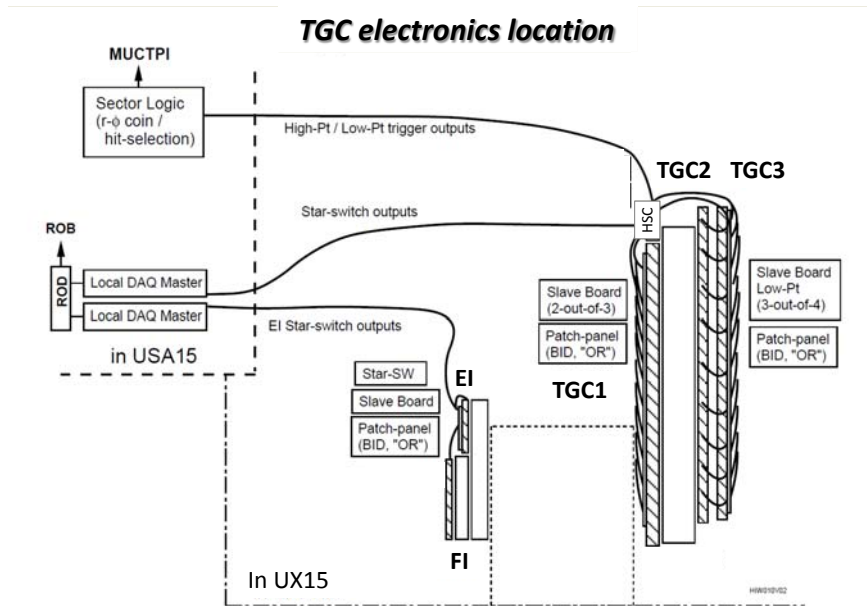 TGC electronics location
MUCTPI
Sector Logic
(r-ϕ coin /
hit-selection)
High-Pt / Low-Pt trigger outputs
TGC2
TGC3
Star-switch outputs
HSC
ROB
ROD
Local DAQ Master
Local DAQ Master
Slave Board
(2-out-of-3)
Patch-panel
(BID, "OR")
Slave Board
Low-Pt
(3-out-of-4)
Patch-panel
(BID, "OR")
EI Star-switch outputs
in USA15
TGC1
Star-SW
Slave Board
Patch-panel
(BID, "OR")
EI
FI
In UX15
HIW010V02